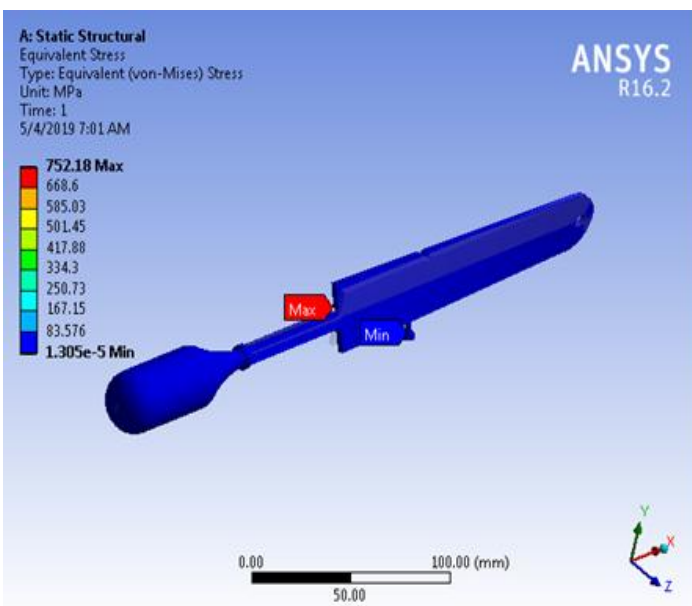 A: Static Structural
Equivalent Stress
Type: Equivalent (von-Mises) Stress
Unit: MPa
Time: 1
5/4/2019 7:01 AM
ANSYS
R16.2
752.18 Max
668.6
585.03
501.45
417.88
334.3
250.73
167.15
83.576
1.305e-5 Min
Max
Min
0.00 100.00 (mm)
50.00
Y
X
Z